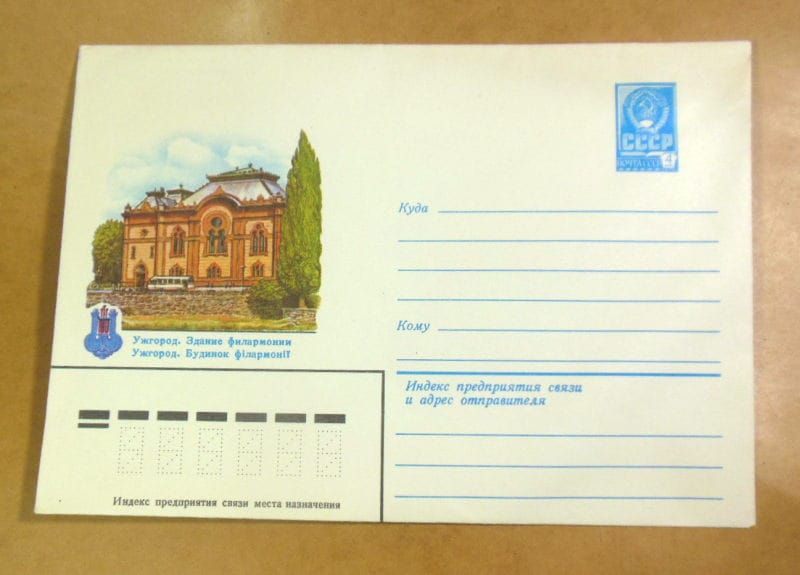 СССР
ПОЧТА СССР 4
Куда
Кому
Ужгород. Здание филармонии
Ужгород. Будинок філармонії
Индекс предприятия связи
и адрес отправителя
Индекс предприятия связи места назначения